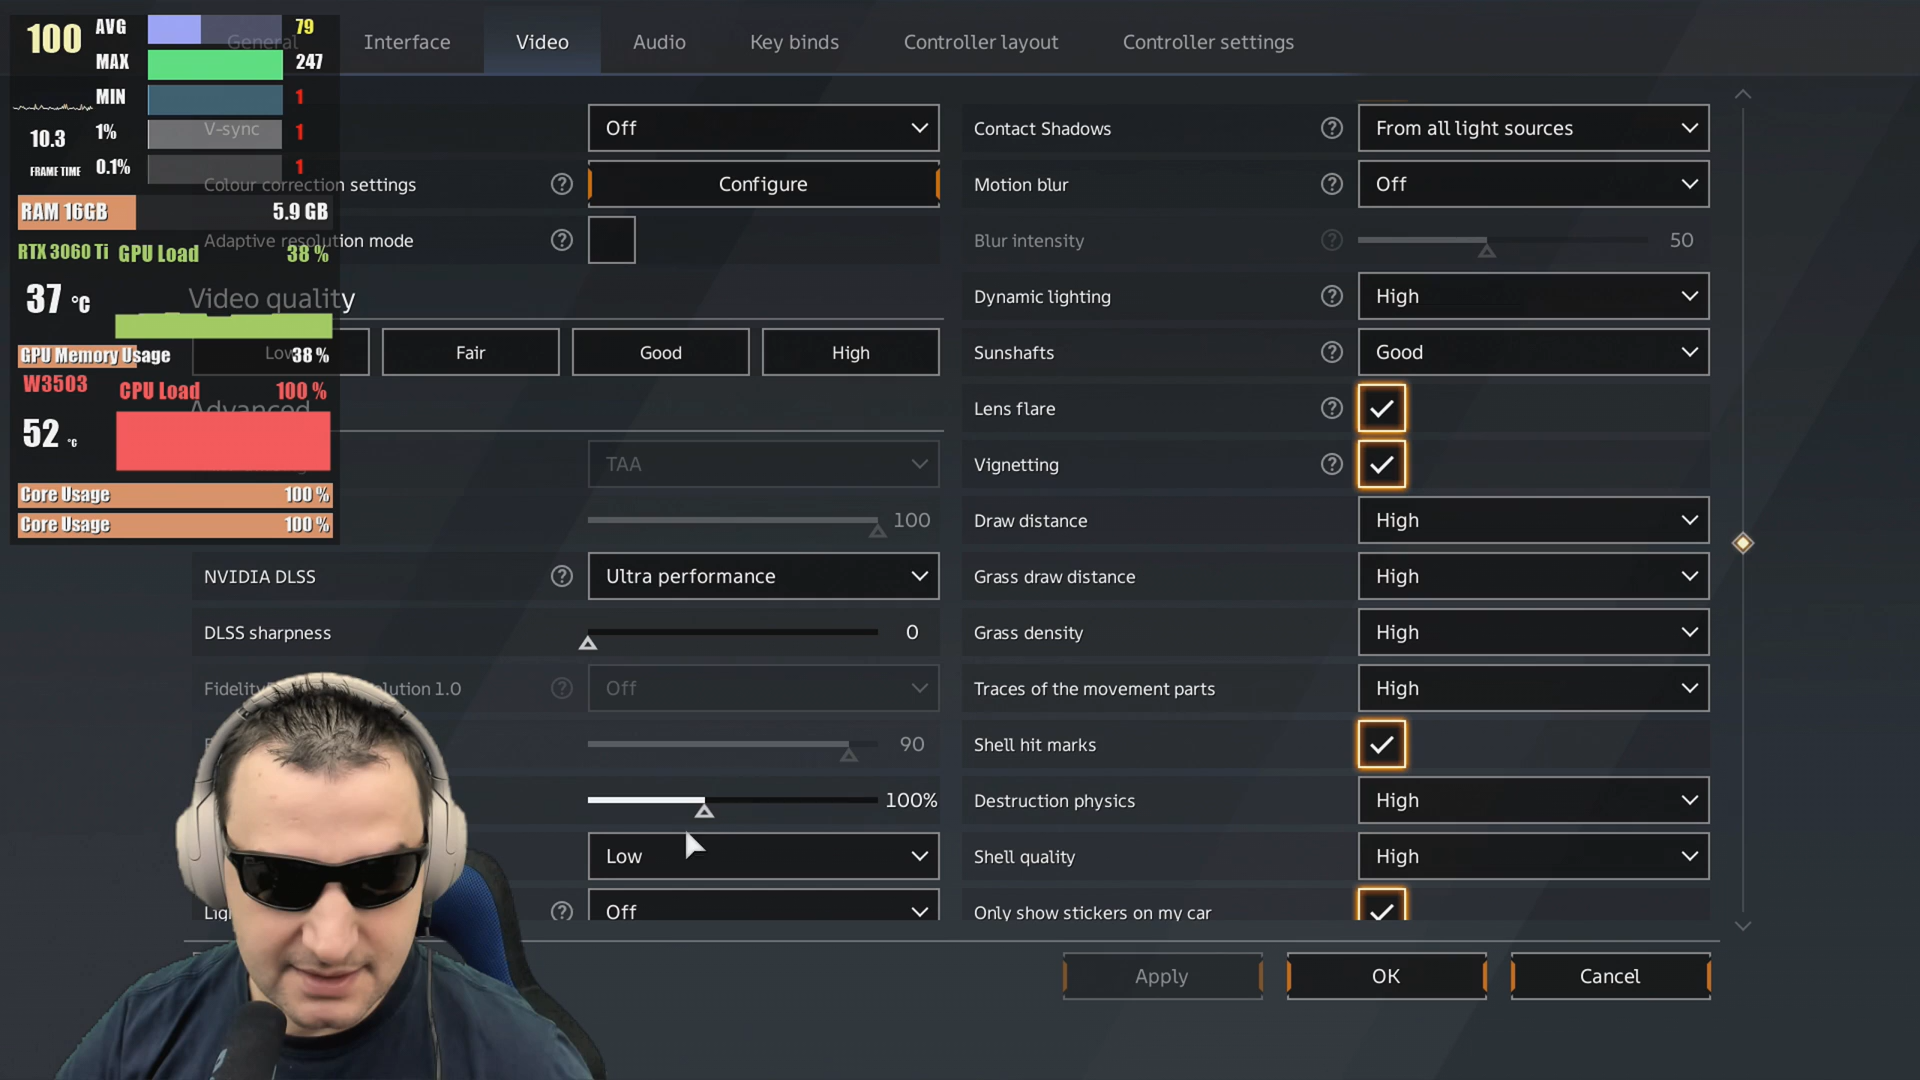 General
Interface
Video
Audio
Key binds
Controller layout
Controller settings
100
AVG
79
MAX
247
MIN
1
10.3
FRAME TIME
1%
1
0.1%
1
RAM 16GB
5.9 GB
RTX 3060 Ti GPU Load 38 %
37 °C
GPU Memory Usage 38 %
W3503 CPU Load 100 %
52 °C
Core Usage 100 %
Core Usage 100 %
V-sync
Off
Colour correction settings
Configure
Adaptive resolution mode
Video quality
Fair
Good
High
Advanced
TAA
100
NVIDIA DLSS
Ultra performance
DLSS sharpness
0
Off
90
100%
Low
Off
Contact Shadows
From all light sources
Motion blur
Off
Blur intensity
50
Dynamic lighting
High
Sunshafts
Good
Lens flare
Vignetting
Draw distance
High
Grass draw distance
High
Grass density
High
Traces of the movement parts
High
Shell hit marks
Destruction physics
High
Shell quality
High
Only show stickers on my car
Apply
OK
Cancel